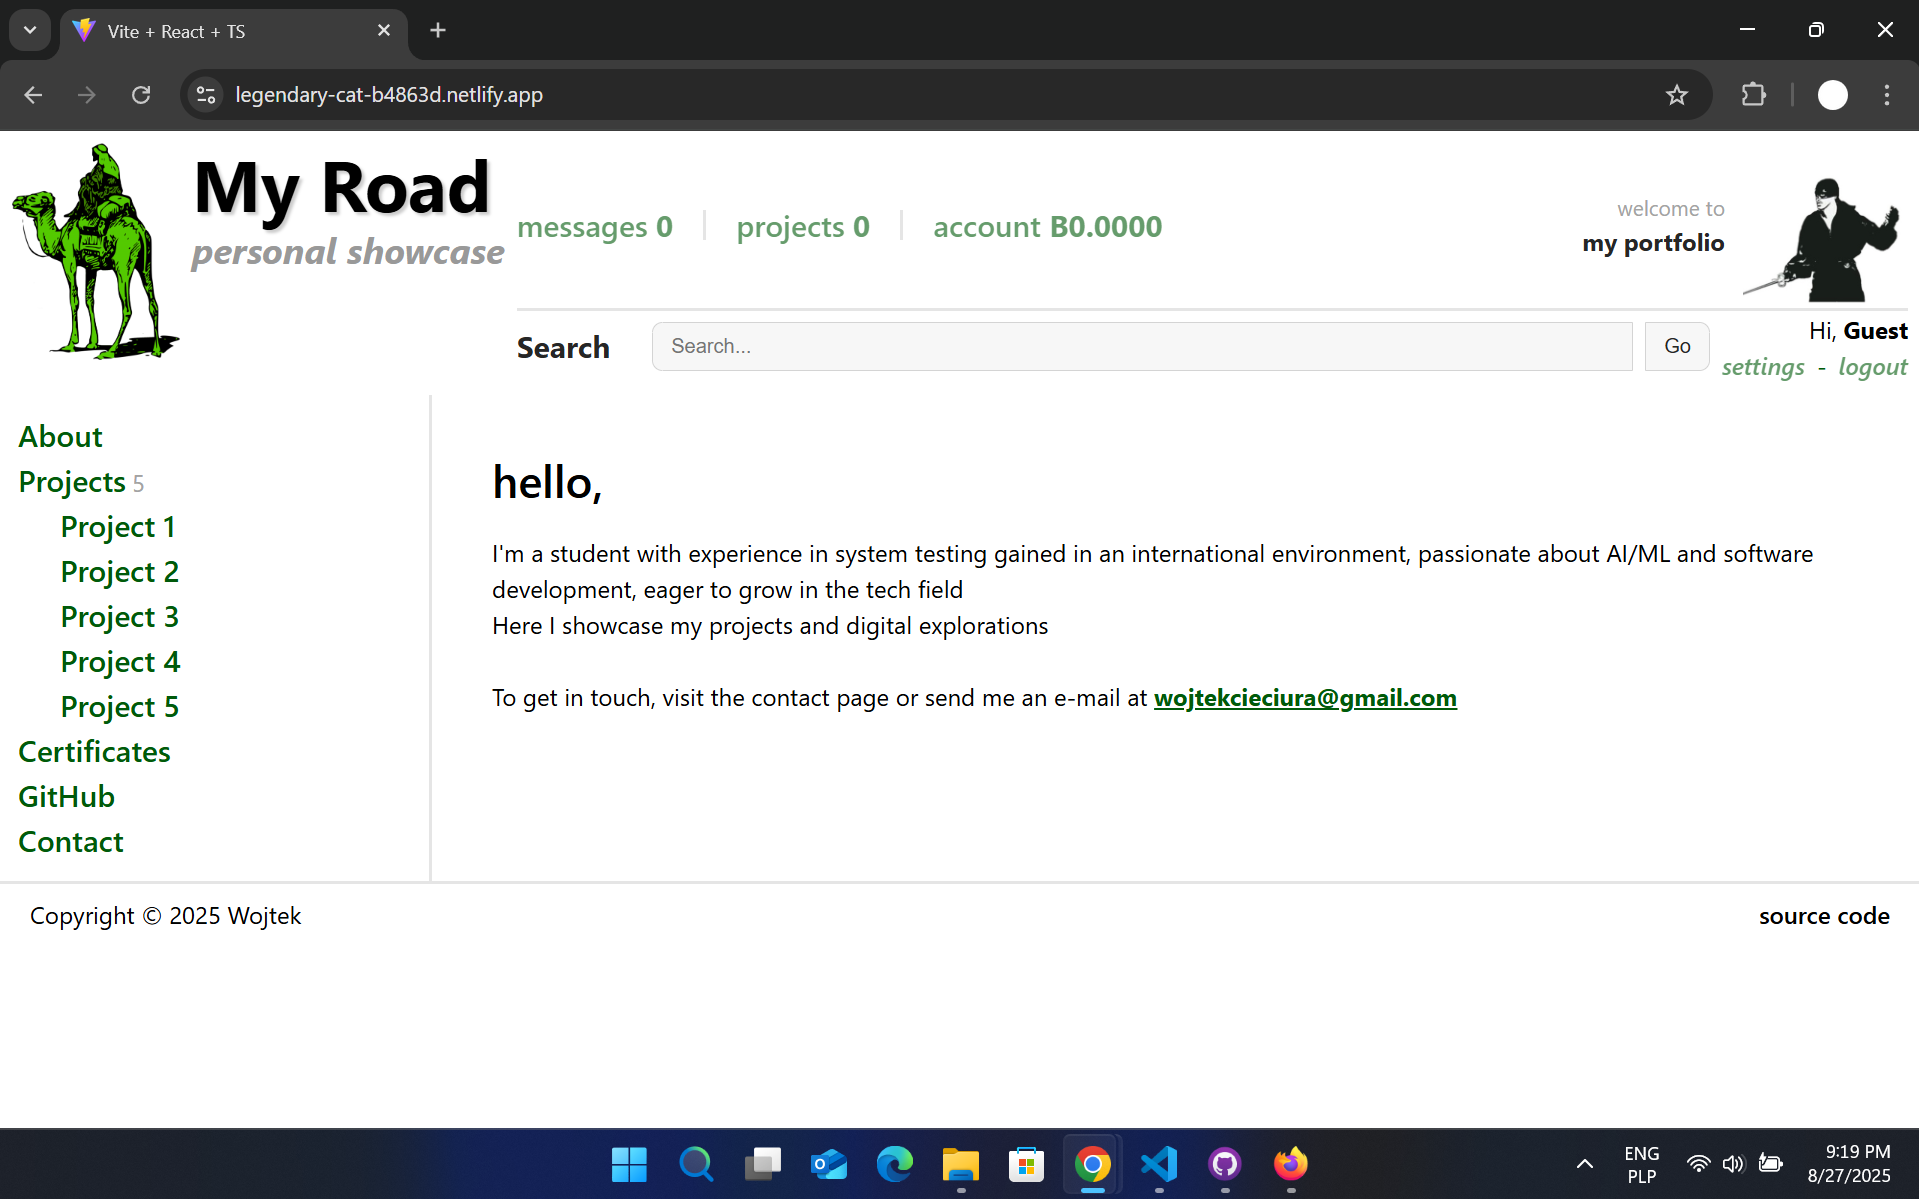 Vite + React + TS
legendary-cat-b4863d.netlify.app
My Road
personal showcase
messages 0
projects 0
account B0.0000
welcome to
my portfolio
Search
Search...
Go
Hi, Guest
settings - logout
About
Projects 5
Project 1
Project 2
Project 3
Project 4
Project 5
Certificates
GitHub
Contact
hello,
I'm a student with experience in system testing gained in an international environment, passionate about AI/ML and software
development, eager to grow in the tech field
Here I showcase my projects and digital explorations
To get in touch, visit the contact page or send me an e-mail at wojtekcieciura@gmail.com
Copyright © 2025 Wojtek
source code
ENG
PLP
9:19 PM
8/27/2025